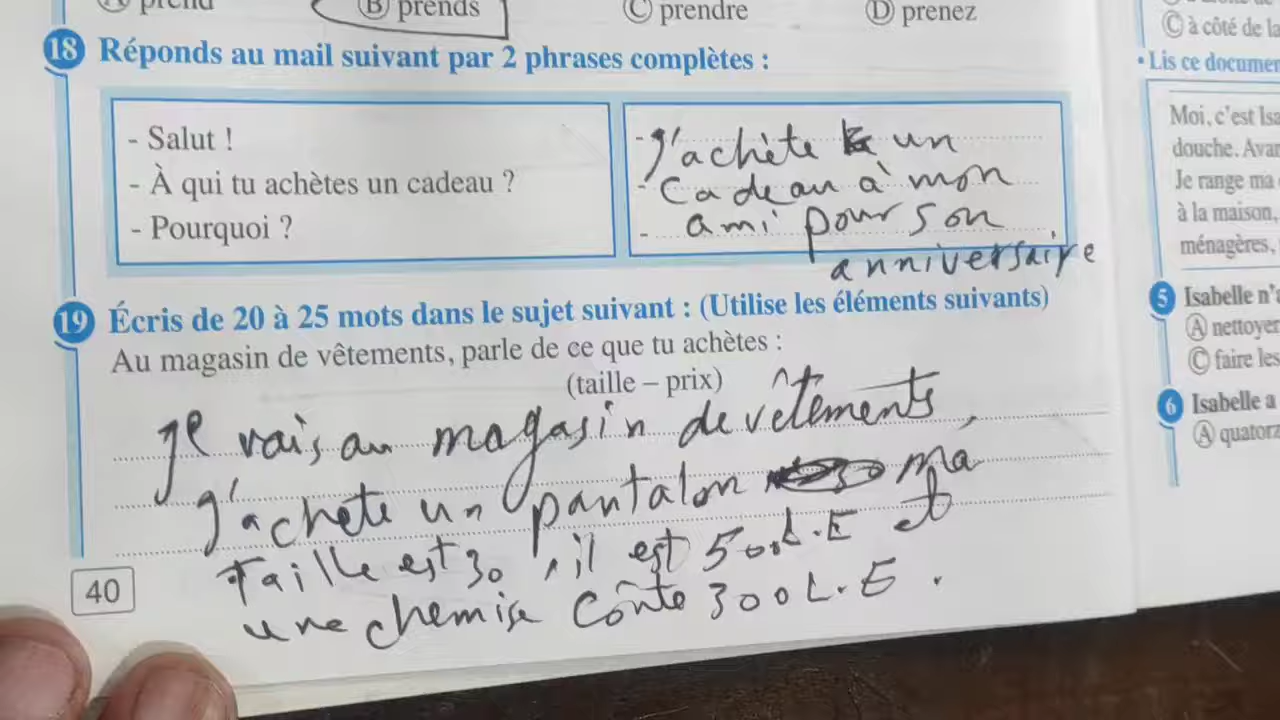 Ⓐ prend
Ⓑ prends
Ⓒ prendre
Ⓓ prenez
18 Réponds au mail suivant par 2 phrases complètes :
- Salut !
- À qui tu achètes un cadeau ?
- Pourquoi ?
- J'achète un
- cadeau à mon
- ami pour son
anniversaire
19 Écris de 20 à 25 mots dans le sujet suivant : (Utilise les éléments suivants)
Au magasin de vêtements, parle de ce que tu achètes :
(taille – prix)
Je vais au magasin de vêtements,
J'achète un pantalon ma
taille est 30, il est 500 L.E et
une chemise coûte 300 L.E.
40
Ⓒ à côté de la
• Lis ce documen
Moi, c'est Isa
douche. Avan
Je range ma
à la maison,
ménagères,
5 Isabelle n'
Ⓐ nettoyer
Ⓒ faire les
6 Isabelle a
Ⓐ quatorz